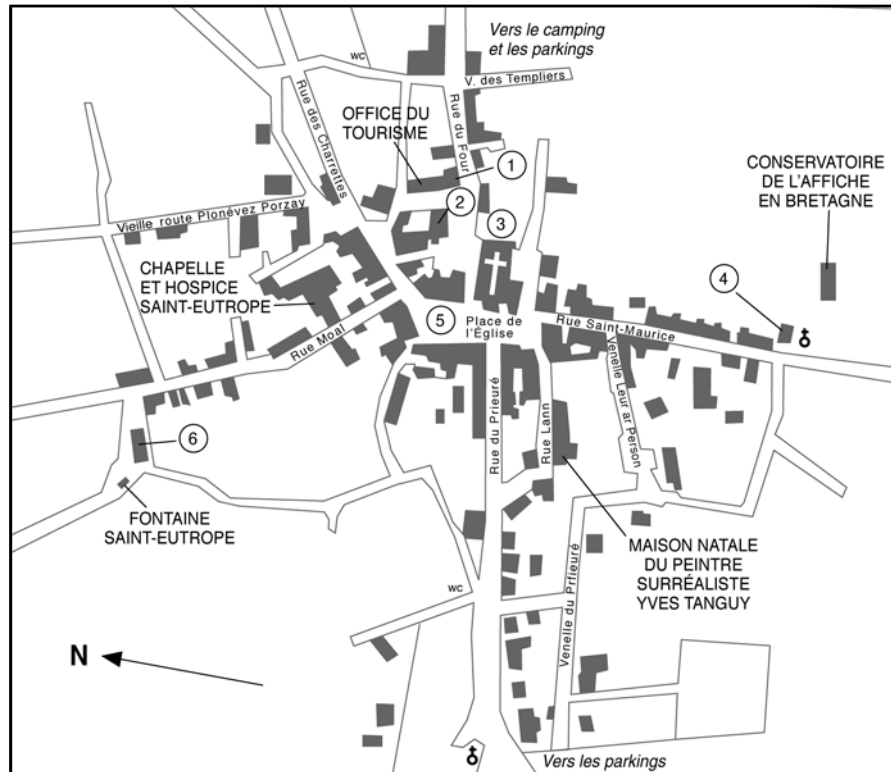 Vers le camping
et les parkings
WC
V. des Templiers
Rue des Charrettes
OFFICE DU
TOURISME
Rue du Four
1
CONSERVATOIRE
DE L'AFFICHE
EN BRETAGNE
2
Vieille route Plonévez Porzay
3
CHAPELLE
ET HOSPICE
SAINT-EUTROPE
4
5
Place de
l'Église
Rue Saint-Maurice
Rue Moal
Venelle Leur ar Person
Rue du Prieuré
Rue Lann
6
FONTAINE
SAINT-EUTROPE
MAISON NATALE
DU PEINTRE
SURRÉALISTE
YVES TANGUY
WC
Venelle du Prfieuré
N
Vers les parkings